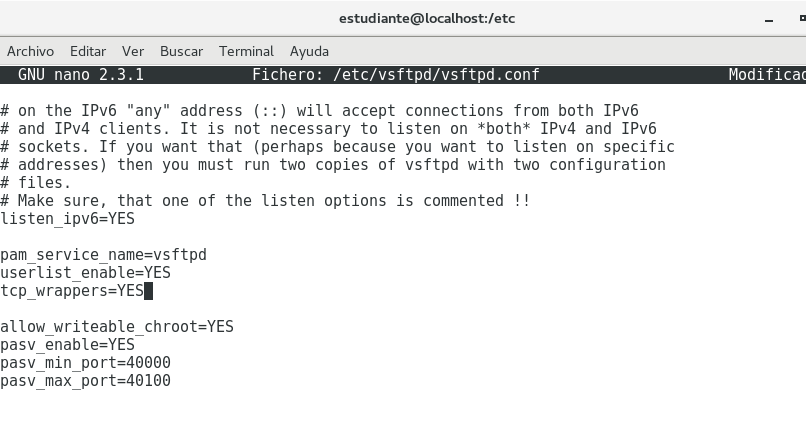 estudiante@localhost:/etc
Archivo Editar Ver Buscar Terminal Ayuda
GNU nano 2.3.1 Fichero: /etc/vsftpd/vsftpd.conf Modificad
# on the IPv6 "any" address (::) will accept connections from both IPv6
# and IPv4 clients. It is not necessary to listen on *both* IPv4 and IPv6
# sockets. If you want that (perhaps because you want to listen on specific
# addresses) then you must run two copies of vsftpd with two configuration
# files.
# Make sure, that one of the listen options is commented !!
listen_ipv6=YES
pam_service_name=vsftpd
userlist_enable=YES
tcp_wrappers=YES
allow_writeable_chroot=YES
pasv_enable=YES
pasv_min_port=40000
pasv_max_port=40100